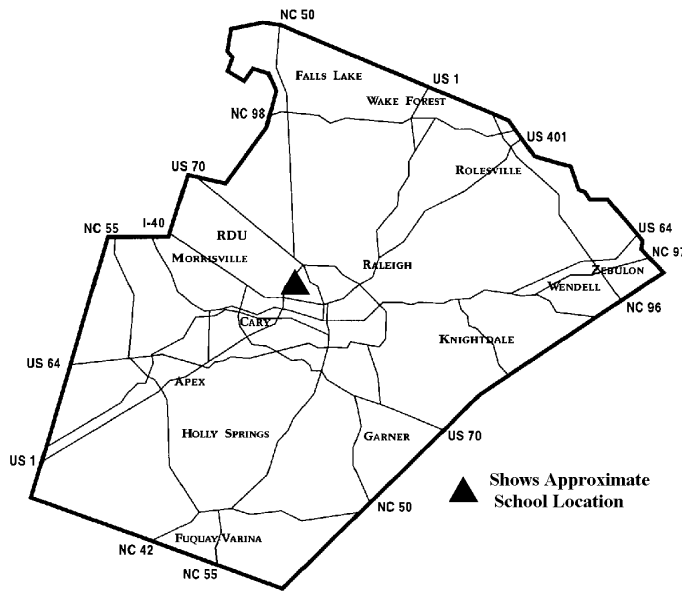 NC 50
FALLS LAKE
US 1
WAKE FOREST
NC 98
US 401
US 70
ROLESVILLE
NC 55
I-40
RDU
US 64
MORRISVILLE
RALEIGH
NC 97
ZEBULON
WENDELL
NC 96
CARY
KNIGHTDALE
US 64
APEX
HOLLY SPRINGS
GARNER
US 70
US 1
Shows Approximate
School Location
NC 50
FUQUAY VARINA
NC 42
NC 55